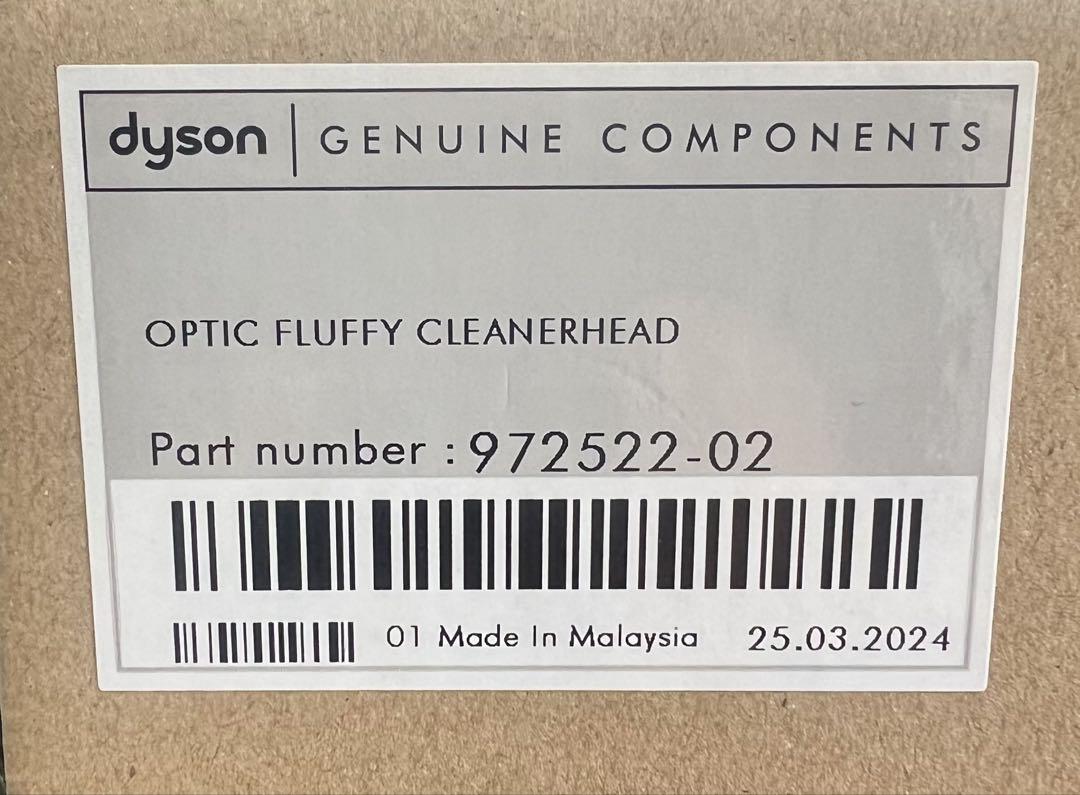 dyson | GENUINE COMPONENTS
OPTIC FLUFFY CLEANERHEAD
Part number : 972522-02
01 Made In Malaysia 25.03.2024